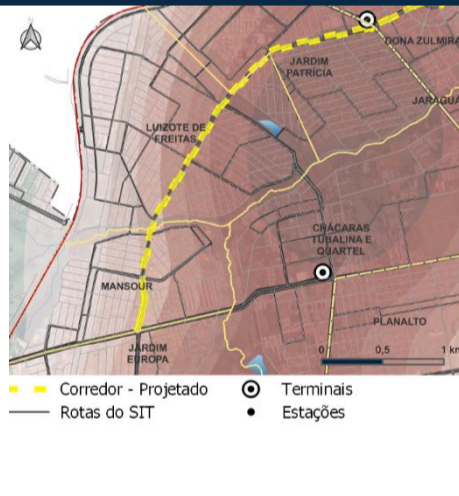 DONA ZULMIRA
JARDIM
PATRÍCIA
JARAGUÁ
LUIZOTE DE
FREITAS
CHÁCARAS
TUBALINA E
QUARTEL
MANSOUR
PLANALTO
JARDIM
EUROPA
0 0,5 1 km
Corredor - Projetado
Terminais
Rotas do SIT
Estações